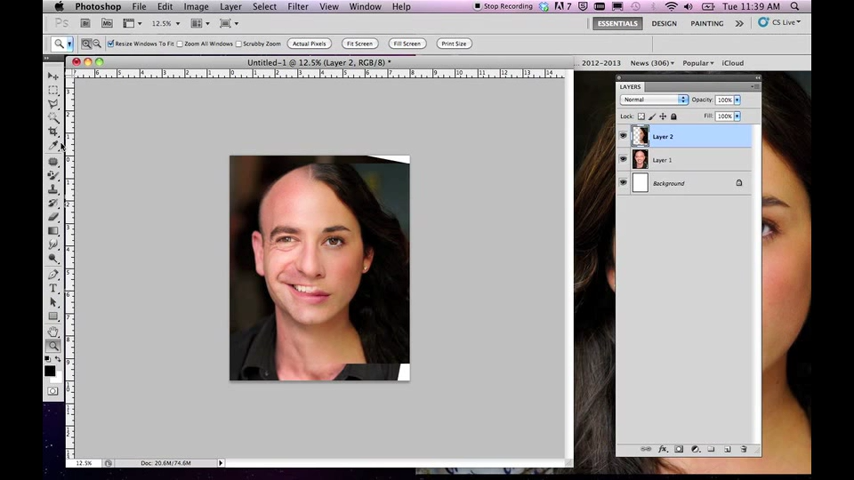 Photoshop File Edit Image Layer Select Filter View Window Help Stop Recording 7 Tue 11:39 AM
12.5% ESSENTIALS DESIGN PAINTING CS Live
Resize Windows To Fit Zoom All Windows Scrubby Zoom Actual Pixels Fit Screen Fill Screen Print Size
Untitled-1 @ 12.5% (Layer 2, RGB/8) * 2012–2013 News (306) Popular iCloud
LAYERS
Normal Opacity: 100%
Lock: Fill: 100%
Layer 2
Layer 1
Background
12.5% Doc: 20.6M/74.6M